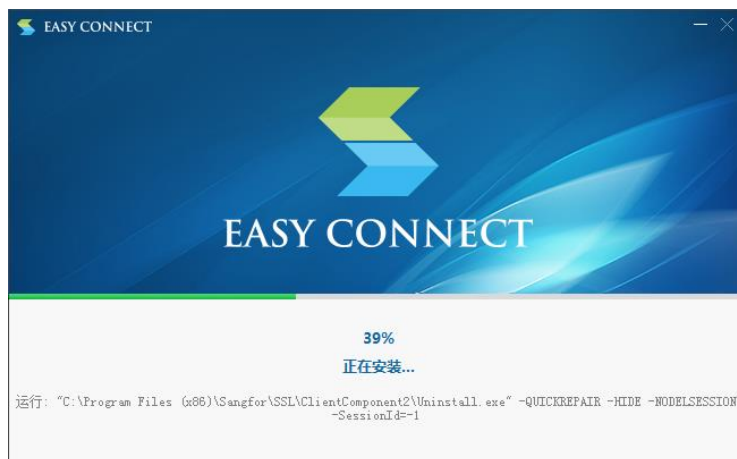 EASY CONNECT
EASY CONNECT
39%
正在安装...
运行: "C:\Program Files (x86)\Sangfor\SSL\ClientComponent2\Uninstall.exe" -QUICKREPAIR -HIDE -NODELSESSION
-SessionId=-1